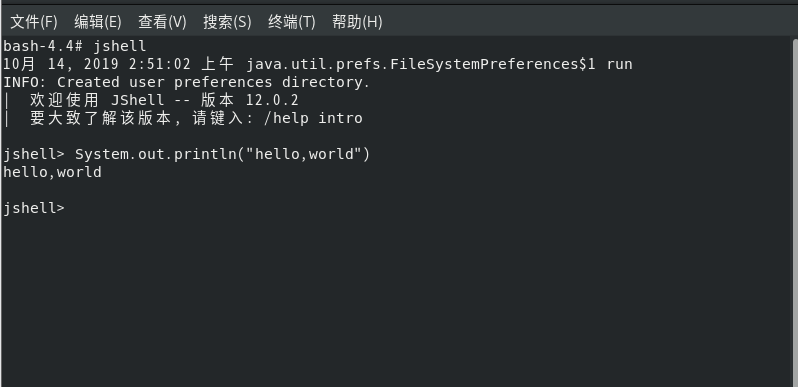 文件(F) 编辑(E) 查看(V) 搜索(S) 终端(T) 帮助(H)
bash-4.4# jshell
10月 14, 2019 2:51:02 上午 java.util.prefs.FileSystemPreferences$1 run
INFO: Created user preferences directory.
|  欢迎使用 JShell -- 版本 12.0.2
|  要大致了解该版本, 请键入: /help intro
jshell> System.out.println("hello,world")
hello,world
jshell>